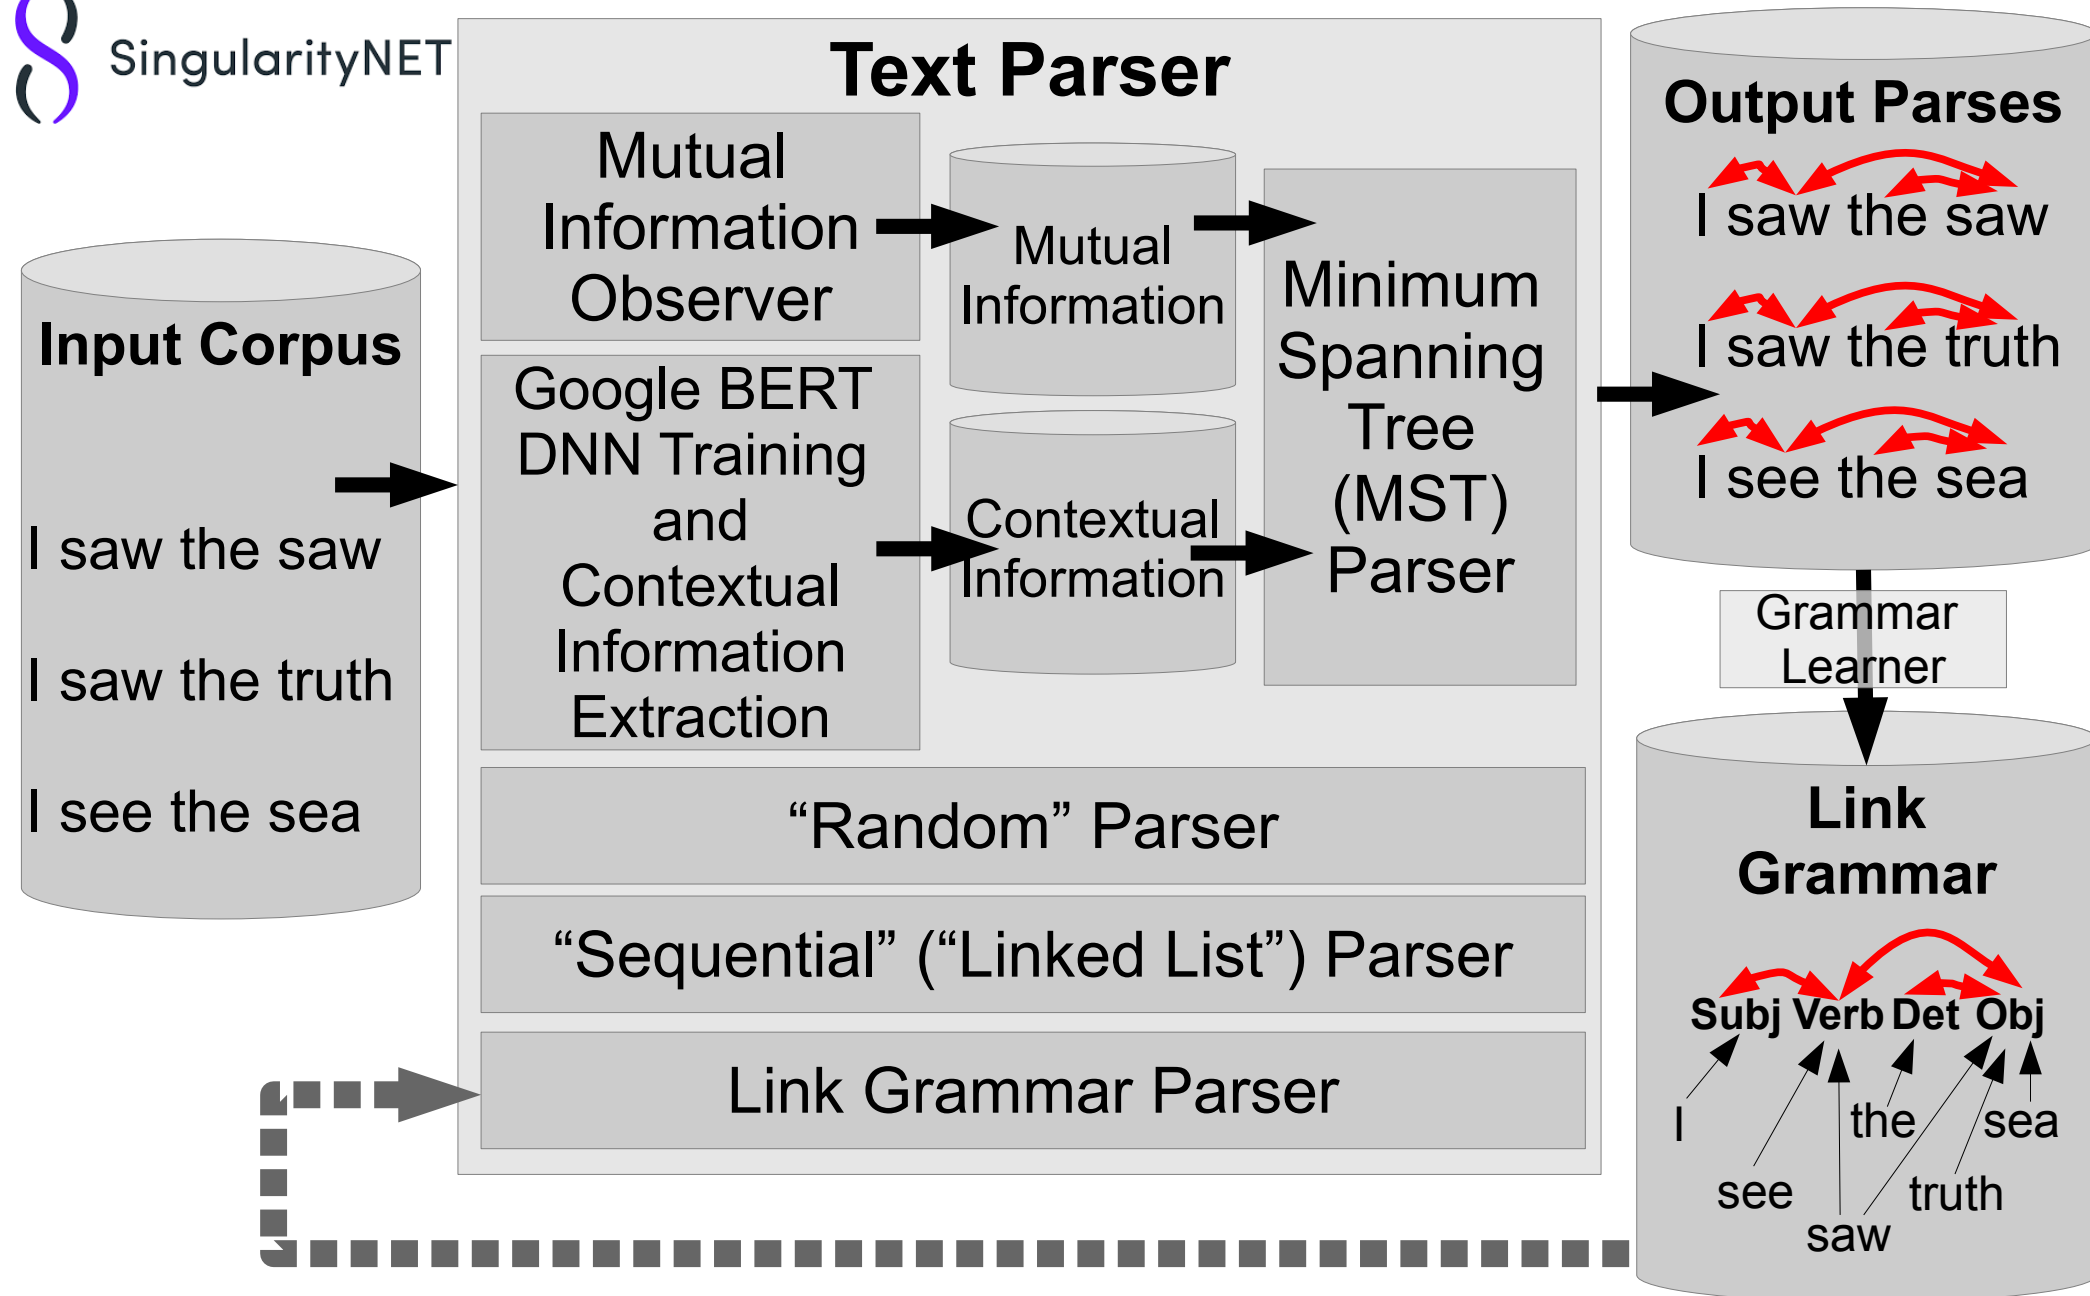 SingularityNET
Text Parser
Input Corpus
I saw the saw
I saw the truth
I see the sea
Mutual
Information
Observer
Google BERT
DNN Training
and
Contextual
Information
Extraction
Mutual
Information
Contextual
Information
Minimum
Spanning
Tree
(MST)
Parser
“Random” Parser
“Sequential” (“Linked List”) Parser
Link Grammar Parser
Output Parses
I saw the saw
I saw the truth
I see the sea
Grammar
Learner
Link
Grammar
Subj Verb Det Obj
I the sea
see truth
saw